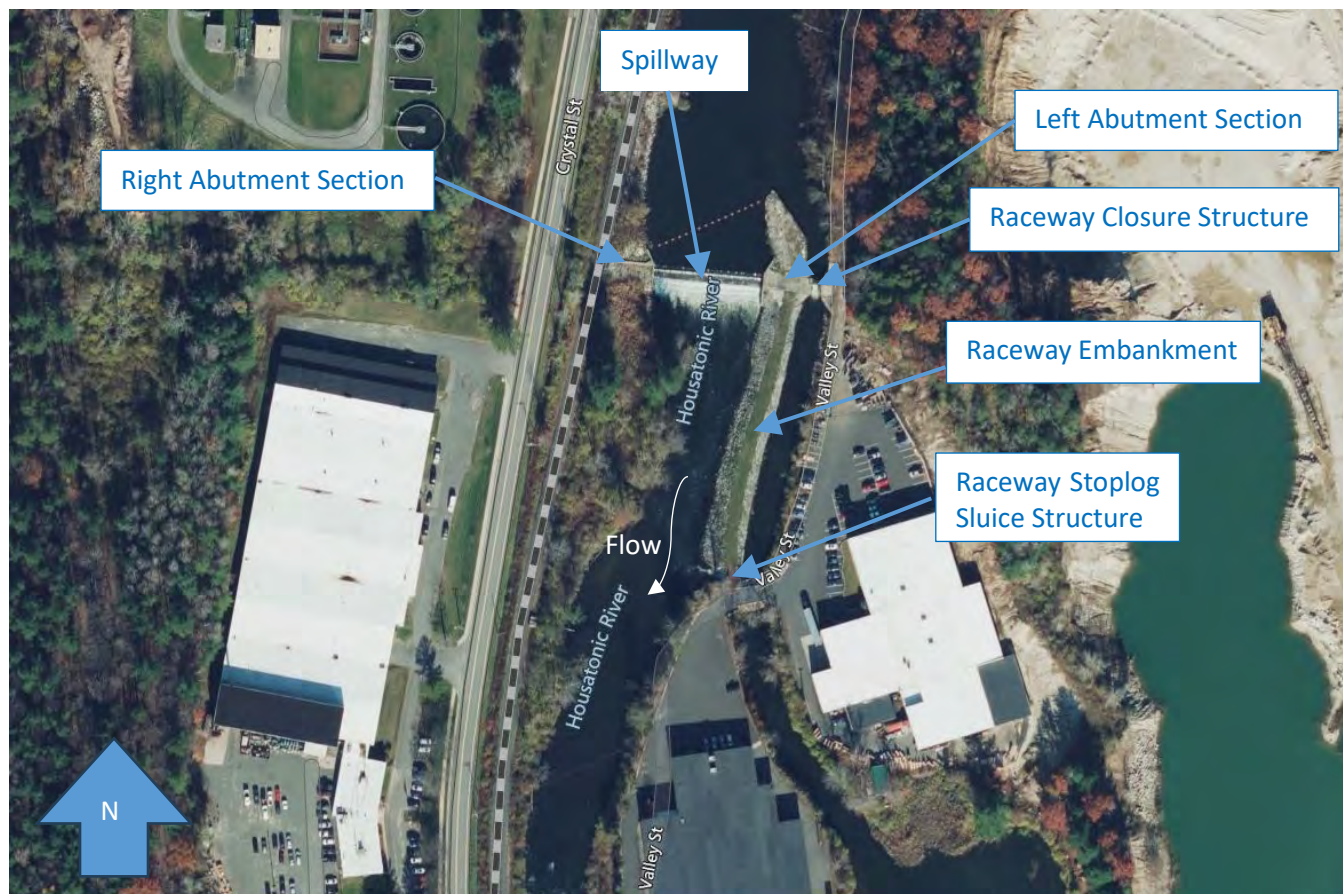 Spillway
Left Abutment Section
Crystal St
Right Abutment Section
Raceway Closure Structure
Housatonic River
Valley St
Raceway Embankment
Raceway Stoplog
Sluice Structure
Flow
Valley St
Housatonic River
N
Valley St